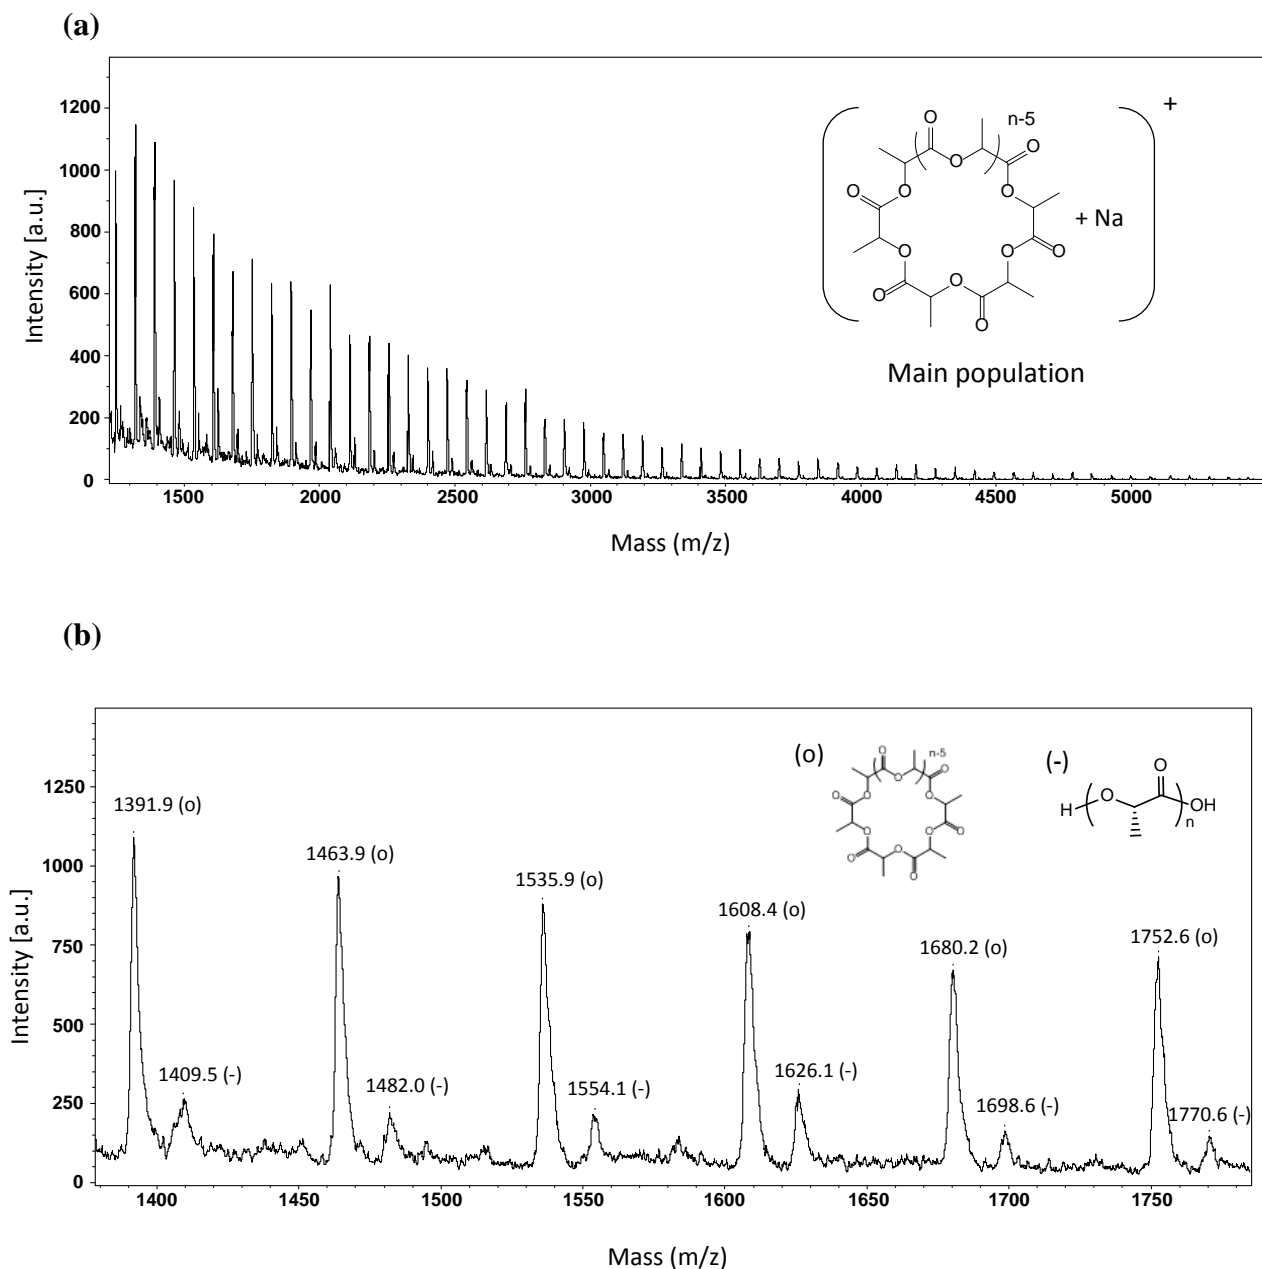 (a)
Intensity [a.u.]
1200
1000
800
600
400
200
0
1500 2000 2500 3000 3500 4000 4500 5000
Mass (m/z)
O O O O O O O O O O O O
n-5
+ Na
+
Main population
(b)
Intensity [a.u.]
1250
1000
750
500
250
0
1400 1450 1500 1550 1600 1650 1700 1750
Mass (m/z)
1391.9 (o)
1409.5 (-)
1463.9 (o)
1482.0 (-)
1535.9 (o)
1554.1 (-)
1608.4 (o)
1626.1 (-)
1680.2 (o)
1698.6 (-)
1752.6 (o)
1770.6 (-)
(o)
O O O O O O O O O O O O
n-5
(-)
H O O OH
n